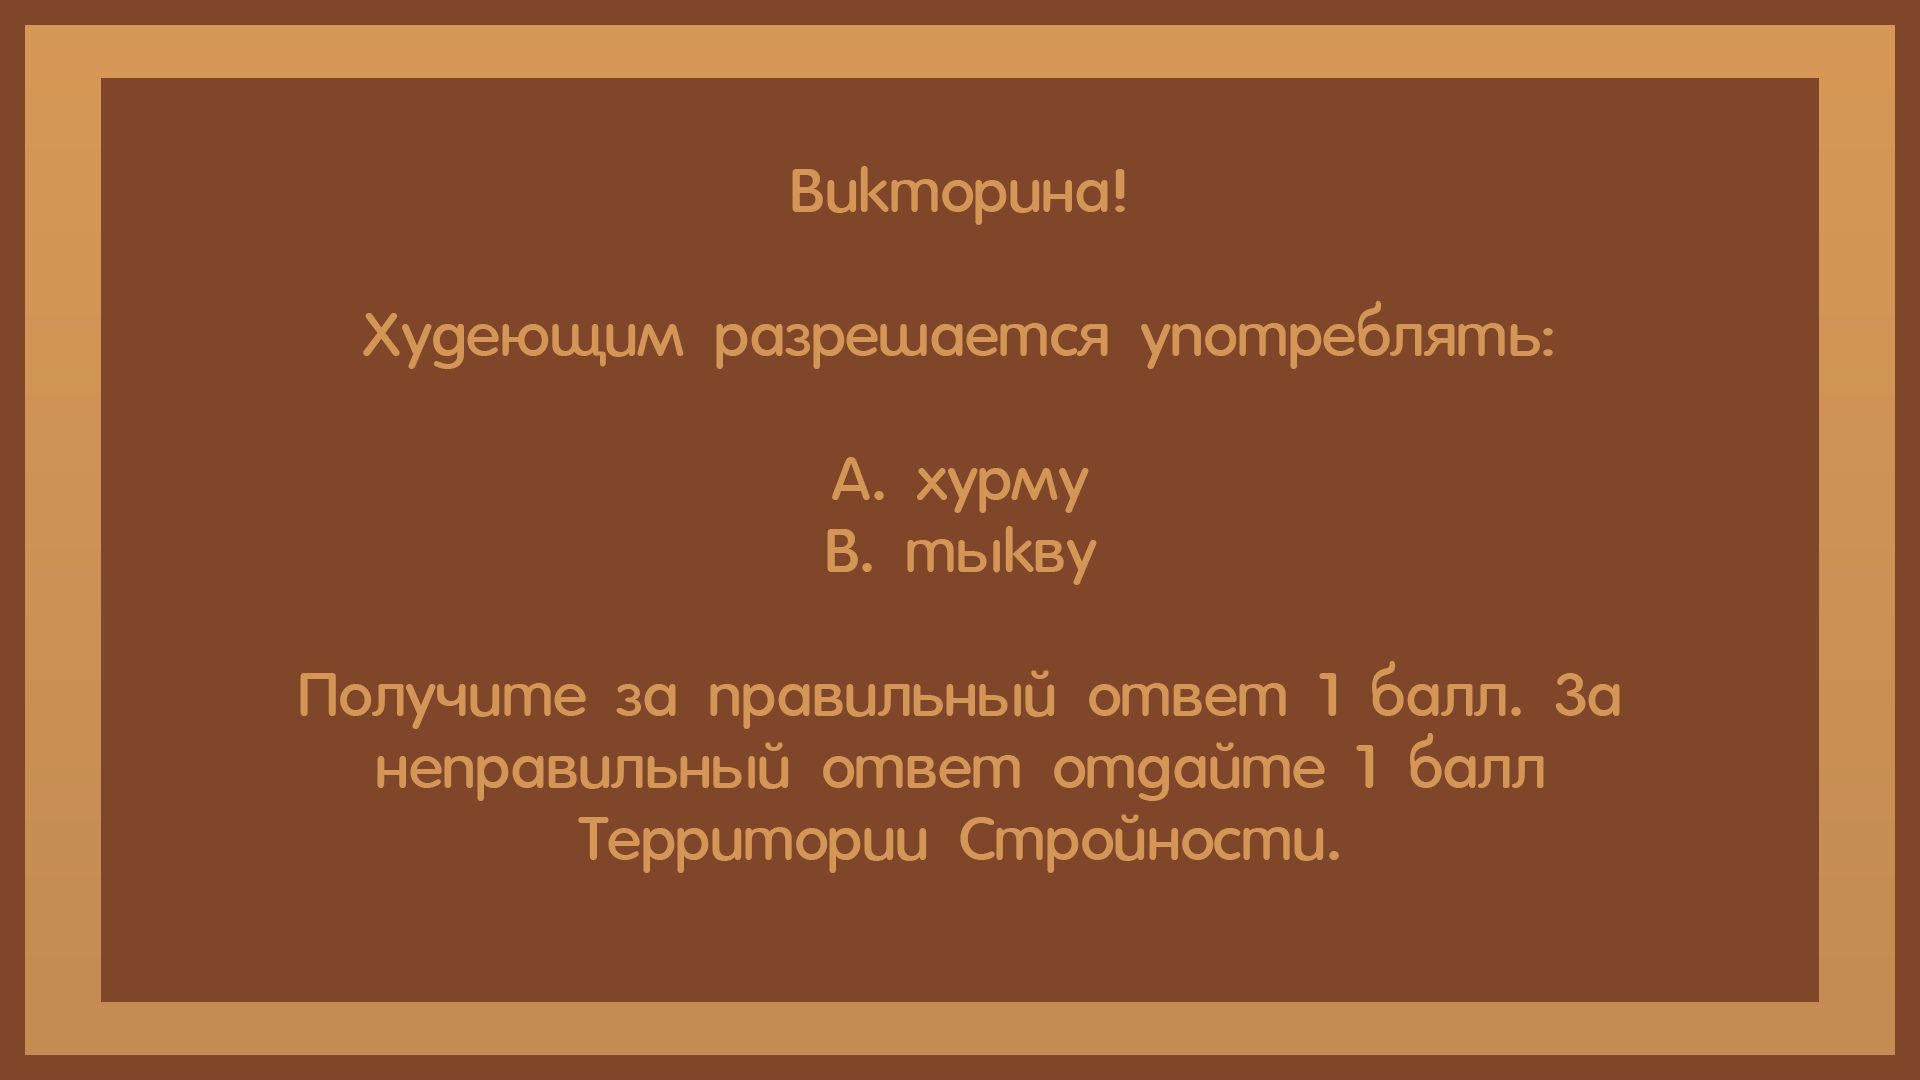 Викторина!
Худеющим разрешается употреблять:
А. хурму
В. тыкву
Получите за правильный ответ 1 балл. За
неправильный ответ отдайте 1 балл
Территории Стройности.